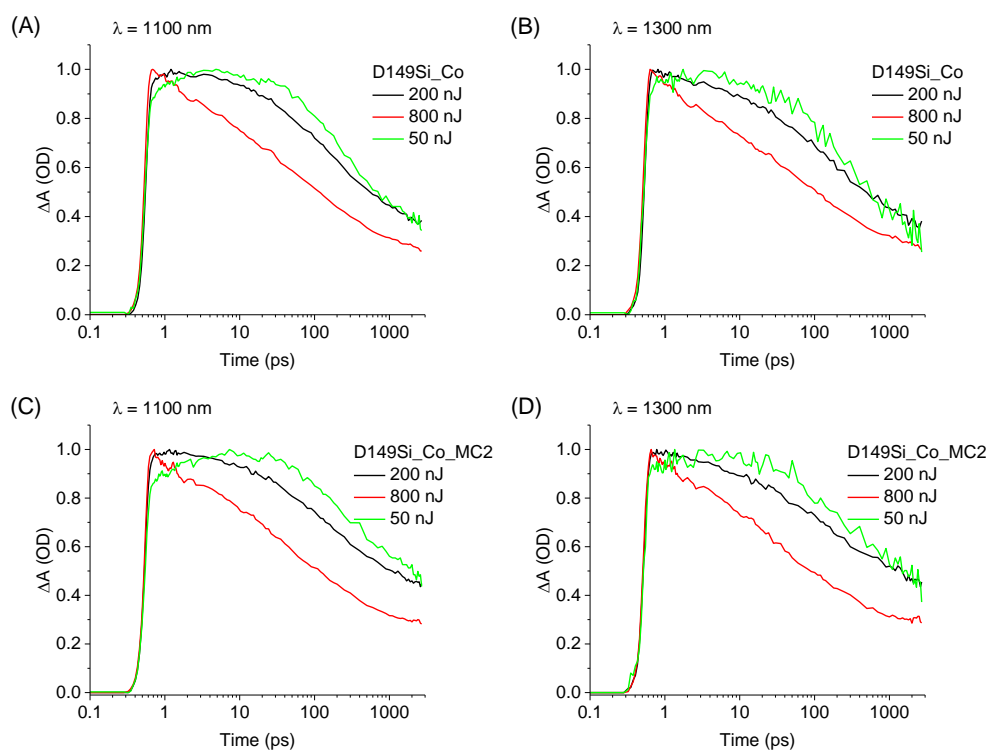 (A)
λ = 1100 nm
D149Si_Co
200 nJ
800 nJ
50 nJ
1.0
0.8
0.6
0.4
0.2
0.0
ΔA (OD)
0.1 1 10 100 1000
Time (ps)
(B)
λ = 1300 nm
D149Si_Co
200 nJ
800 nJ
50 nJ
1.0
0.8
0.6
0.4
0.2
0.0
ΔA (OD)
0.1 1 10 100 1000
Time (ps)
(C)
λ = 1100 nm
D149Si_Co_MC2
200 nJ
800 nJ
50 nJ
1.0
0.8
0.6
0.4
0.2
0.0
ΔA (OD)
0.1 1 10 100 1000
Time (ps)
(D)
λ = 1300 nm
D149Si_Co_MC2
200 nJ
800 nJ
50 nJ
1.0
0.8
0.6
0.4
0.2
0.0
ΔA (OD)
0.1 1 10 100 1000
Time (ps)